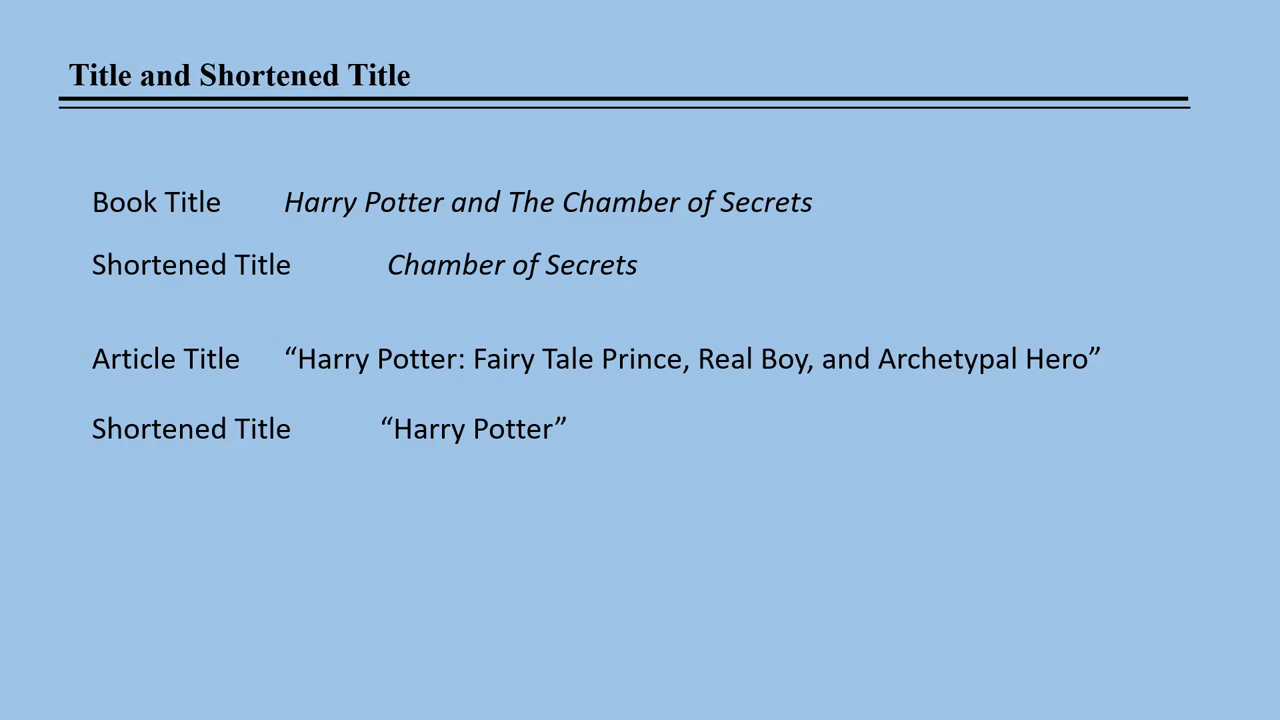 Title and Shortened Title
Book Title Harry Potter and The Chamber of Secrets
Shortened Title Chamber of Secrets
Article Title “Harry Potter: Fairy Tale Prince, Real Boy, and Archetypal Hero”
Shortened Title “Harry Potter”